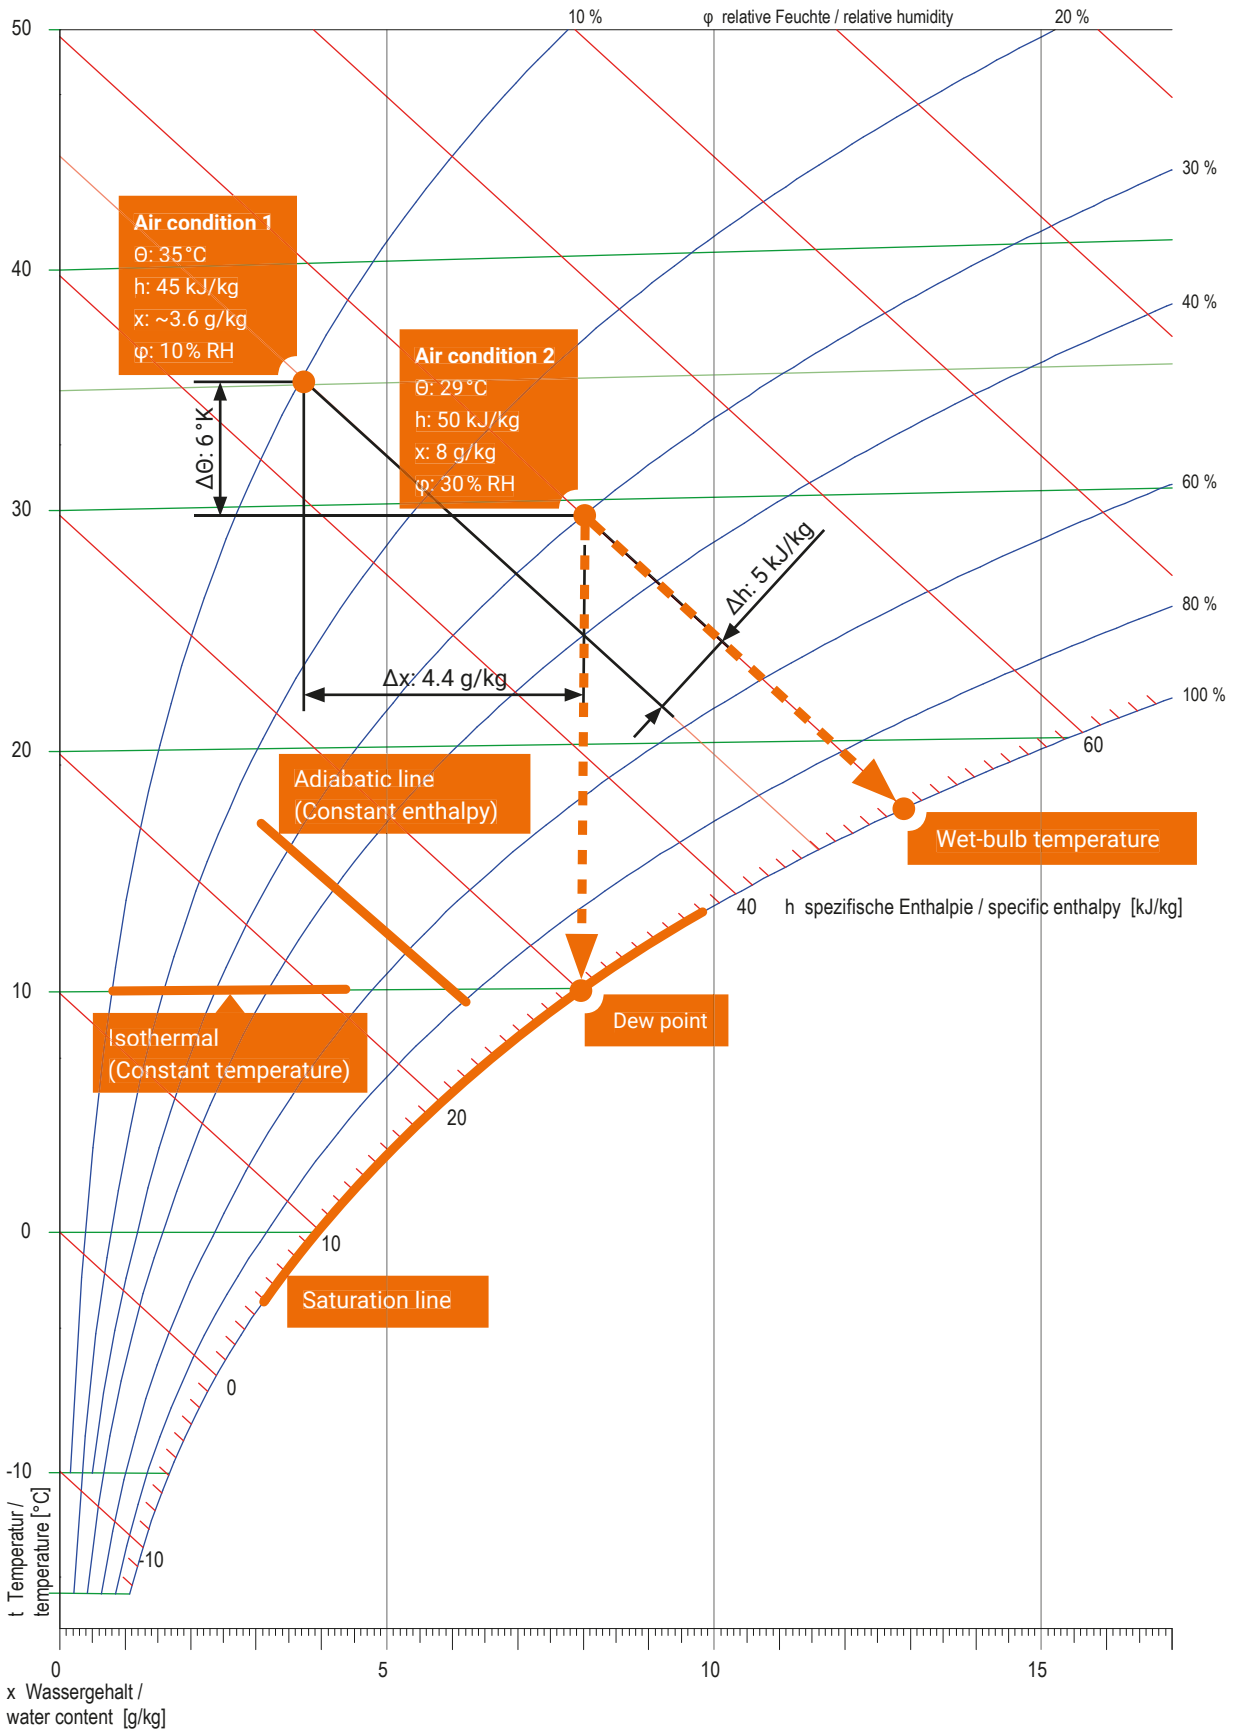 50
10 %
φ relative Feuchte / relative humidity
20 %
30 %
Air condition 1
Θ: 35°C
h: 45 kJ/kg
x: ~3.6 g/kg
φ: 10% RH
40
40 %
Air condition 2
Θ: 29°C
h: 50 kJ/kg
x: 8 g/kg
φ: 30% RH
ΔΘ: 6°K
60 %
30
Δh: 5 kJ/kg
80 %
Δx: 4.4 g/kg
100 %
20
60
Adiabatic line
(Constant enthalpy)
Wet-bulb temperature
40
h spezifische Enthalpie / specific enthalpy [kJ/kg]
10
Dew point
Isothermal
(Constant temperature)
20
0
10
Saturation line
0
-10
-10
t Temperatur /
temperature [°C]
0
5
10
15
x Wassergehalt /
water content [g/kg]